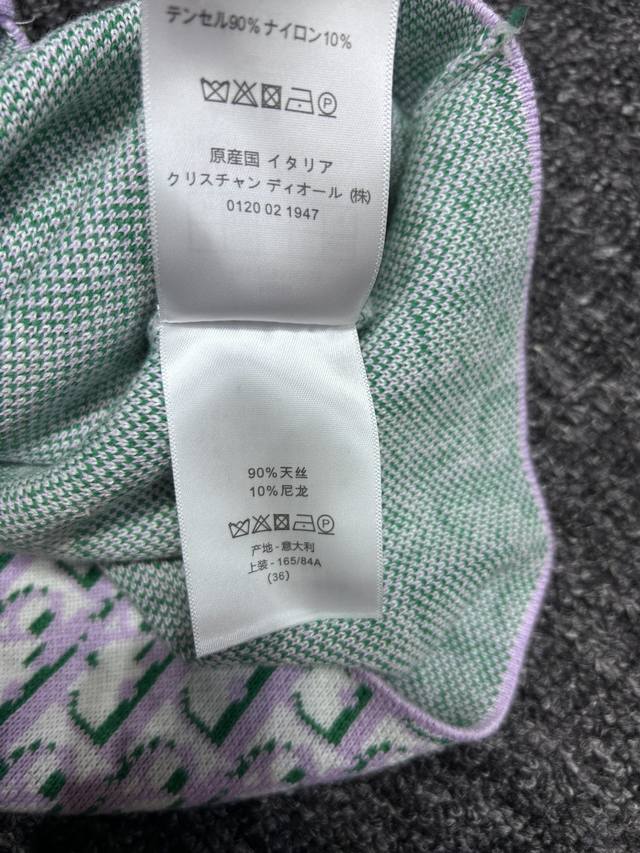 テンセル90% ナイロン10%
原産国 イタリア
クリスチャン ディオール (株)
0120 02 1947
90%天丝
10%尼龙
产地-意大利
上装-165/84A
(36)